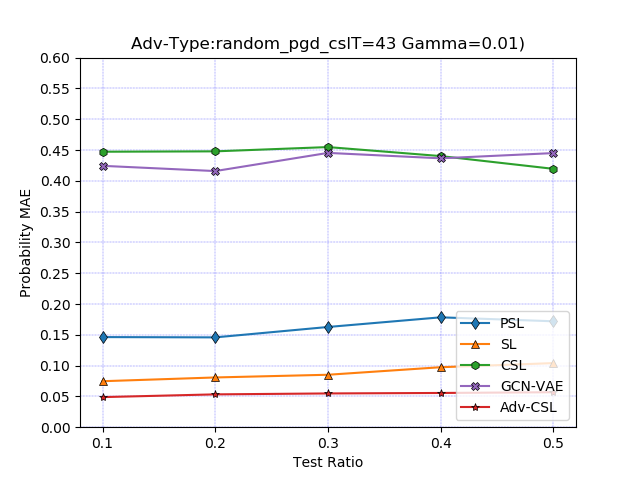 Adv-Type:random_pgd_cslT=43 Gamma=0.01)
0.60
0.55
0.50
0.45
0.40
0.35
0.30
0.25
0.20
0.15
0.10
0.05
0.00
Probability MAE
PSL
SL
CSL
GCN-VAE
Adv-CSL
0.1 0.2 0.3 0.4 0.5
Test Ratio